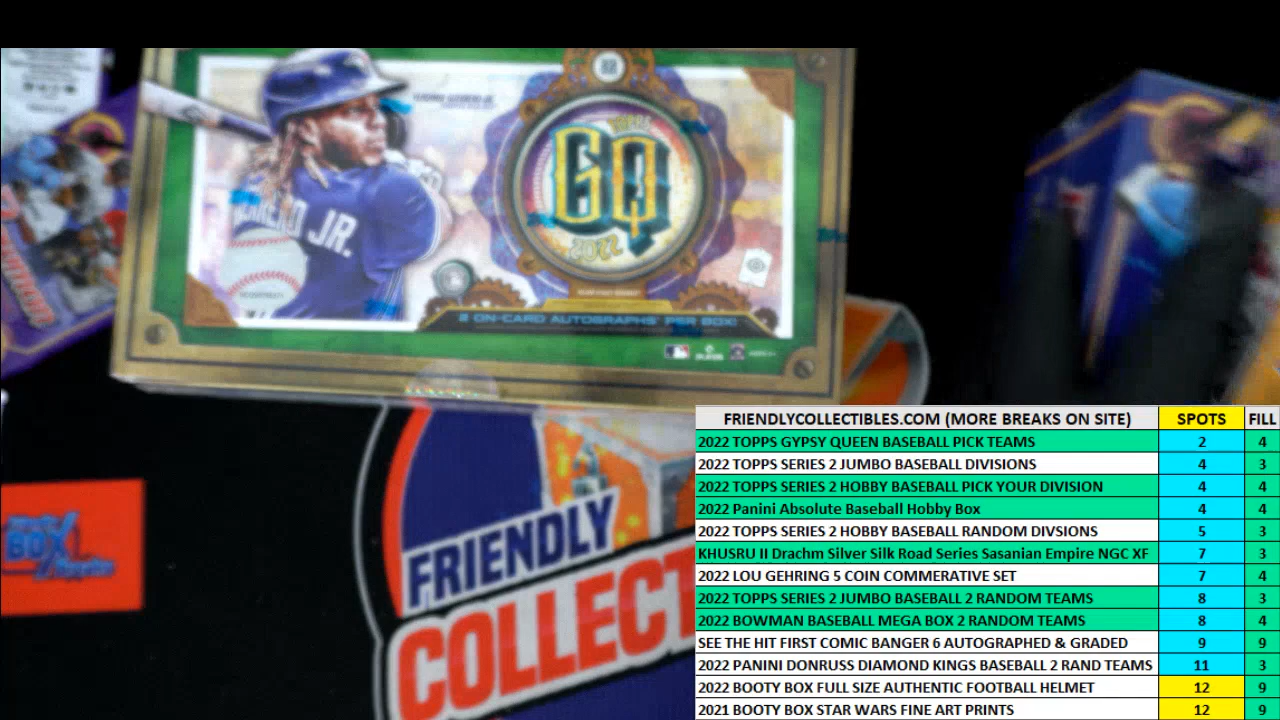 TOPPS
GQ
2022
ERRERO JR.
2 ON-CARD AUTOGRAPHS PER BOX!
BOX
FRIENDLY
COLLECT
FRIENDLYCOLLECTIBLES.COM (MORE BREAKS ON SITE) SPOTS FILL
2022 TOPPS GYPSY QUEEN BASEBALL PICK TEAMS 2 4
2022 TOPPS SERIES 2 JUMBO BASEBALL DIVISIONS 4 3
2022 TOPPS SERIES 2 HOBBY BASEBALL PICK YOUR DIVISION 4 4
2022 Panini Absolute Baseball Hobby Box 4 4
2022 TOPPS SERIES 2 HOBBY BASEBALL RANDOM DIVSIONS 5 3
KHUSRU II Drachm Silver Silk Road Series Sasanian Empire NGC XF 7 3
2022 LOU GEHRING 5 COIN COMMERATIVE SET 7 4
2022 TOPPS SERIES 2 JUMBO BASEBALL 2 RANDOM TEAMS 8 3
2022 BOWMAN BASEBALL MEGA BOX 2 RANDOM TEAMS 8 4
SEE THE HIT FIRST COMIC BANGER 6 AUTOGRAPHED & GRADED 9 9
2022 PANINI DONRUSS DIAMOND KINGS BASEBALL 2 RAND TEAMS 11 3
2022 BOOTY BOX FULL SIZE AUTHENTIC FOOTBALL HELMET 12 9
2021 BOOTY BOX STAR WARS FINE ART PRINTS 12 9